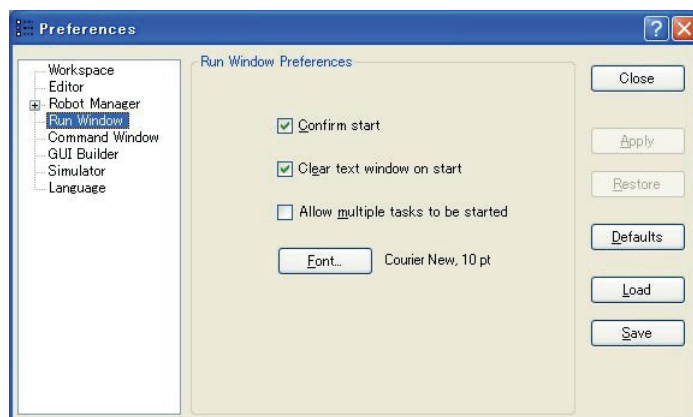 Preferences
Workspace
Editor
Robot Manager
Run Window
Command Window
GUI Builder
Simulator
Language
Run Window Preferences
Confirm start
Clear text window on start
Allow multiple tasks to be started
Font...
Courier New, 10 pt
Close
Apply
Restore
Defaults
Load
Save